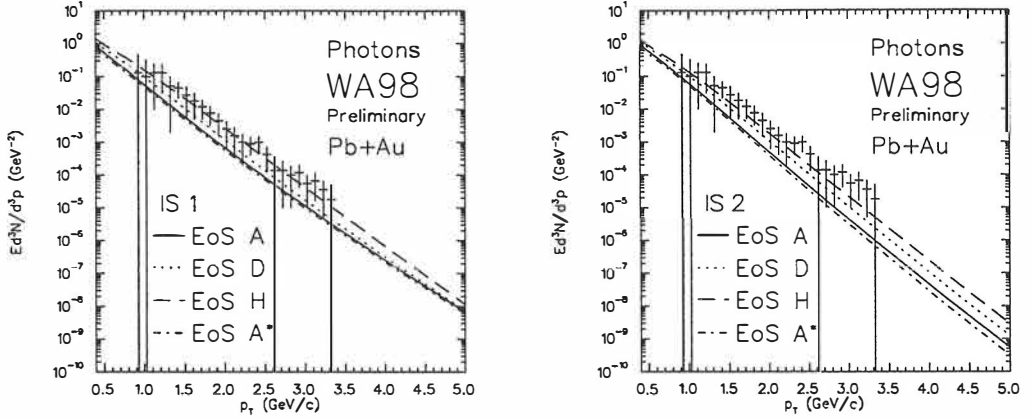 Ed³N/d³p (GeV⁻²)
10¹
10⁰
10⁻¹
10⁻²
10⁻³
10⁻⁴
10⁻⁵
10⁻⁶
10⁻⁷
10⁻⁸
10⁻⁹
10⁻¹⁰
Photons
WA98
Preliminary
Pb+Au
IS 1
EoS A
EoS D
EoS H
EoS A*
0.5 1.0 1.5 2.0 2.5 3.0 3.5 4.0 4.5 5.0
p_T (GeV/c)
Ed³N/d³p (GeV⁻²)
10¹
10⁰
10⁻¹
10⁻²
10⁻³
10⁻⁴
10⁻⁵
10⁻⁶
10⁻⁷
10⁻⁸
10⁻⁹
10⁻¹⁰
Photons
WA98
Preliminary
Pb+Au
IS 2
EoS A
EoS D
EoS H
EoS A*
0.5 1.0 1.5 2.0 2.5 3.0 3.5 4.0 4.5 5.0
p_T (GeV/c)